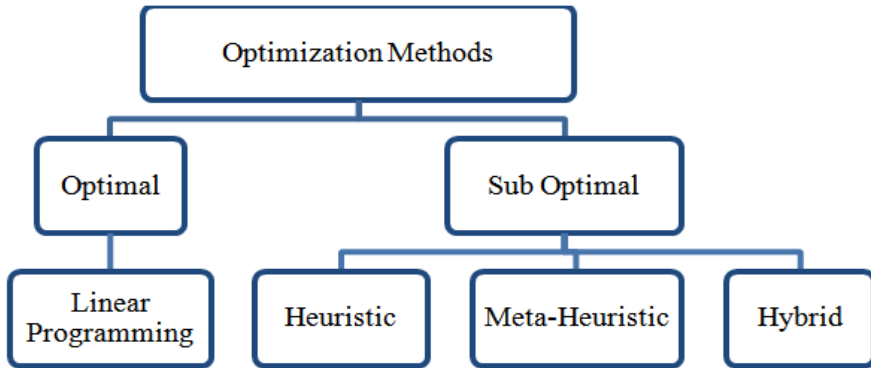 Optimization Methods
Optimal
Sub Optimal
Linear
Programming
Heuristic
Meta-Heuristic
Hybrid